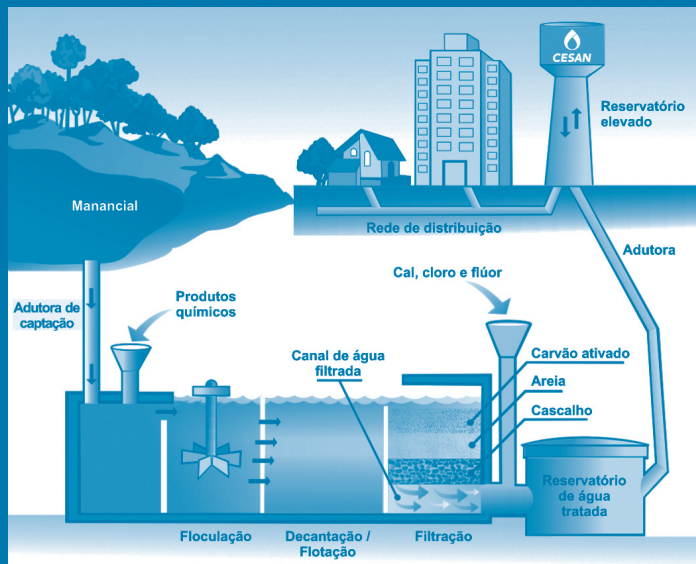 CESAN
Reservatório
elevado
Manancial
Rede de distribuição
Adutora
Cal, cloro e flúor
Produtos
químicos
Adutora de
captação
Canal de água
filtrada
Carvão ativado
Areia
Cascalho
Reservatório
de água
tratada
Floculação
Decantação /
Flotação
Filtração